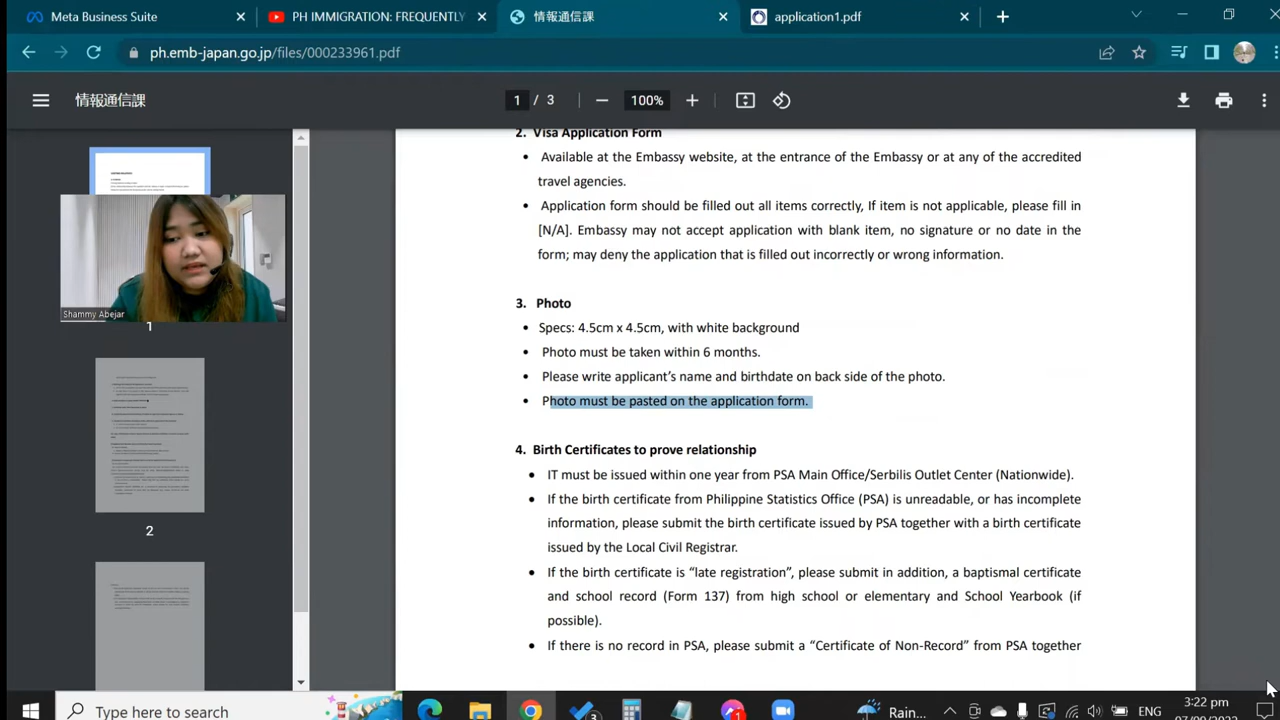 Meta Business Suite
PH IMMIGRATION: FREQUENTLY
情報通信課
application1.pdf
ph.emb-japan.go.jp/files/000233961.pdf
情報通信課
1 / 3
100%
2. Visa Application Form
• Available at the Embassy website, at the entrance of the Embassy or at any of the accredited
travel agencies.
• Application form should be filled out all items correctly, If item is not applicable, please fill in
[N/A]. Embassy may not accept application with blank item, no signature or no date in the
form; may deny the application that is filled out incorrectly or wrong information.
3. Photo
• Specs: 4.5cm x 4.5cm, with white background
• Photo must be taken within 6 months.
• Please write applicant’s name and birthdate on back side of the photo.
• Photo must be pasted on the application form.
4. Birth Certificates to prove relationship
• IT must be issued within one year from PSA Main Office/Serbilis Outlet Center (Nationwide).
• If the birth certificate from Philippine Statistics Office (PSA) is unreadable, or has incomplete
information, please submit the birth certificate issued by PSA together with a birth certificate
issued by the Local Civil Registrar.
• If the birth certificate is “late registration”, please submit in addition, a baptismal certificate
and school record (Form 137) from high school or elementary and School Yearbook (if
possible).
• If there is no record in PSA, please submit a “Certificate of Non-Record” from PSA together
Shammy Abejar
1
2
Type here to search
3
1
Rain...
ENG
3:22 pm